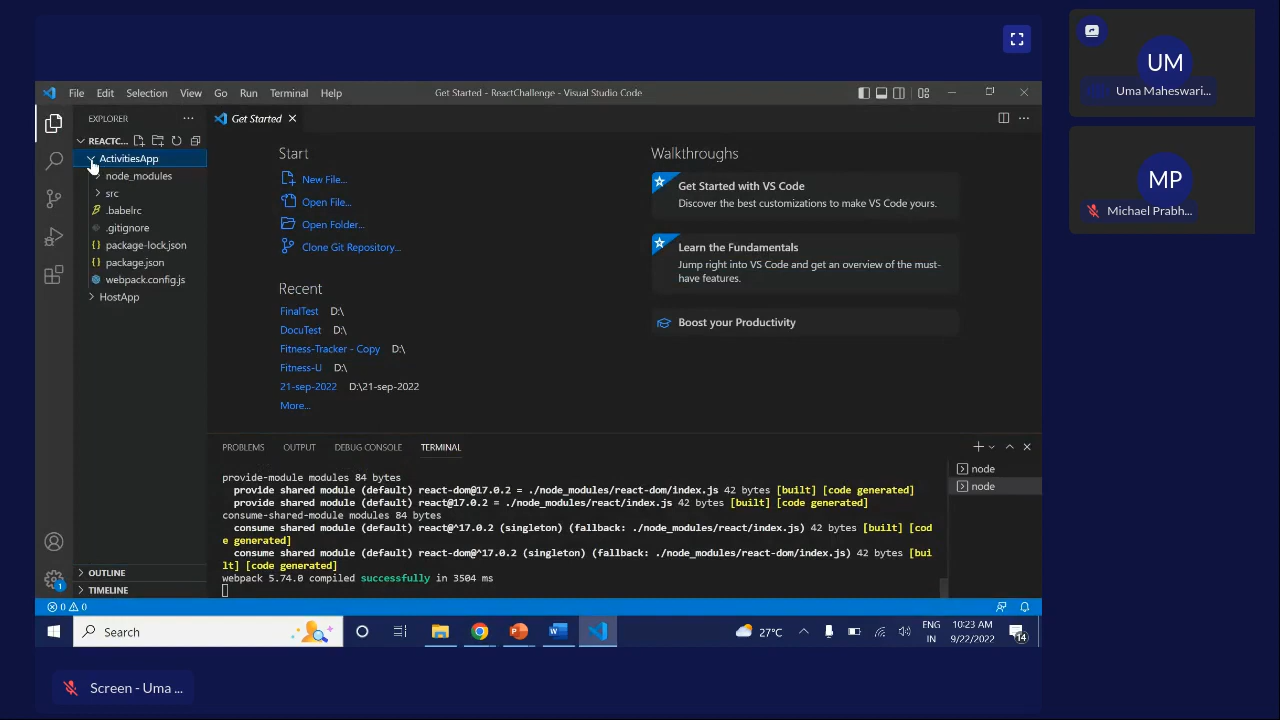 File Edit Selection View Go Run Terminal Help
Get Started - ReactChallenge - Visual Studio Code
EXPLORER
REACTC...
ActivitiesApp
node_modules
src
.babelrc
.gitignore
package-lock.json
package.json
webpack.config.js
HostApp
OUTLINE
TIMELINE
Get Started
Start
New File...
Open File...
Open Folder...
Clone Git Repository...
Recent
FinalTest D:\
DocuTest D:\
Fitness-Tracker - Copy D:\
Fitness-U D:\
21-sep-2022 D:\21-sep-2022
More...
Walkthroughs
Get Started with VS Code
Discover the best customizations to make VS Code yours.
Learn the Fundamentals
Jump right into VS Code and get an overview of the must-
have features.
Boost your Productivity
PROBLEMS OUTPUT DEBUG CONSOLE TERMINAL
provide-module modules 84 bytes
provide shared module (default) react-dom@17.0.2 = ./node_modules/react-dom/index.js 42 bytes [built] [code generated]
provide shared module (default) react@17.0.2 = ./node_modules/react/index.js 42 bytes [built] [code generated]
consume-shared-module modules 84 bytes
consume shared module (default) react@^17.0.2 (singleton) (fallback: ./node_modules/react/index.js) 42 bytes [built] [cod
e generated]
consume shared module (default) react-dom@^17.0.2 (singleton) (fallback: ./node_modules/react-dom/index.js) 42 bytes [bui
lt] [code generated]
webpack 5.74.0 compiled successfully in 3504 ms
node
node
1
0 0
Search
27°C
ENG
IN
10:23 AM
9/22/2022
14
UM
Uma Maheswari...
MP
Michael Prabh...
Screen - Uma ...